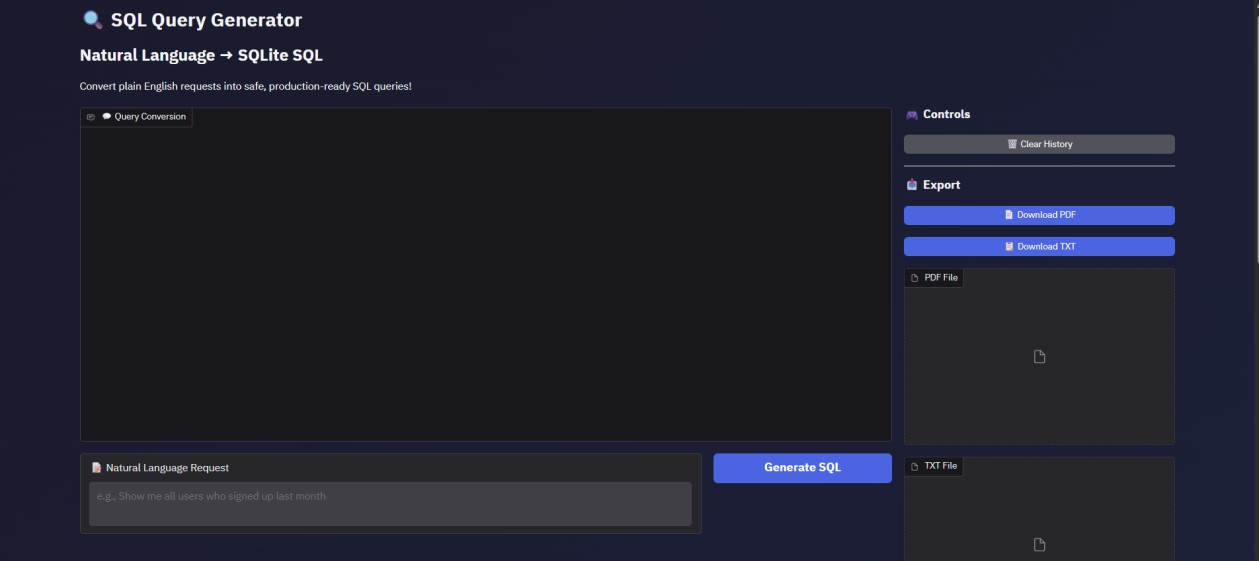 SQL Query Generator
Natural Language → SQLite SQL
Convert plain English requests into safe, production-ready SQL queries!
Query Conversion
Natural Language Request
e.g., Show me all users who signed up last month
Generate SQL
Controls
Clear History
Export
Download PDF
Download TXT
PDF File
TXT File